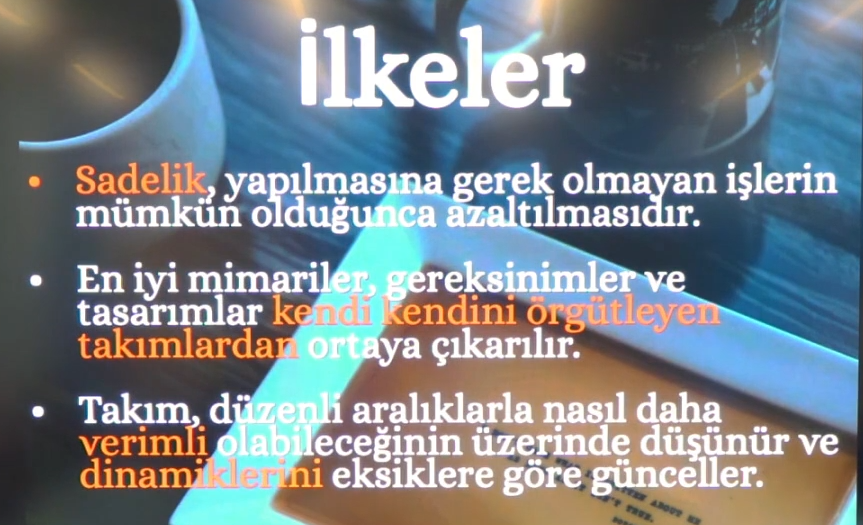 İlkeler
• Sadelik, yapılmasına gerek olmayan işlerin
mümkün olduğunca azaltılmasıdır.
• En iyi mimariler, gereksinimler ve
tasarımlar kendi kendini örgütleyen
takımlardan ortaya çıkarılır.
• Takım, düzenli aralıklarla nasıl daha
verimli olabileceğinin üzerinde düşünür ve
dinamiklerini eksiklere göre günceller.